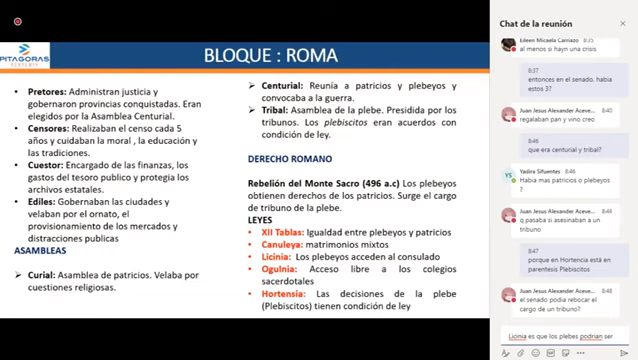 PITAGORAS
ACADEMIA
BLOQUE : ROMA
• Pretores: Administran justicia y
gobernaron provincias conquistadas. Eran
elegidos por la Asamblea Centurial.
• Censores: Realizaban el censo cada 5
años y cuidaban la moral , la educación y
las tradiciones.
• Cuestor: Encargado de las finanzas, los
gastos del tesoro publico y protegía los
archivos estatales.
• Ediles: Gobernaban las ciudades y
velaban por el ornato, el
provisionamiento de los mercados y
distracciones publicas
ASAMBLEAS
➢ Curial: Asamblea de patricios. Velaba por
cuestiones religiosas.
➢ Centurial: Reunía a patricios y plebeyos y
convocaba a la guerra.
➢ Tribal: Asamblea de la plebe. Presidida por los
tribunos. Los plebiscitos eran acuerdos con
condición de ley.
DERECHO ROMANO
Rebelión del Monte Sacro (496 a.c) Los plebeyos
obtienen derechos de los patricios. Surge el cargo
de tribuno de la plebe.
LEYES
• XII Tablas: Igualdad entre plebeyos y patricios
• Canuleya: matrimonios mixtos
• Licinia: Los plebeyos acceden al consulado
• Ogulnia: Acceso libre a los colegios
sacerdotales
• Hortensia: Las decisiones de la plebe
(Plebiscitos) tienen condición de ley
Chat de la reunión
Eileen Micaela Carnazo 8:35
al menos si hayn una crisis
8:37
entonces en el senado, habia
estos 3?
Juan Jesus Alexander Aceve... 8:40
regalaban pan y vino creo
8:46
que era centurial y tribal?
YS
Yadira Sifuentes 8:46
Habia mas patricios o plebeyos
?
Juan Jesus Alexander Aceve... 8:46
q pasaba si asesinaban a un
tribuno
8:47
porque en Hortencia está en
parentesis Plebiscitos
Juan Jesus Alexander Aceve... 8:48
el senado podia rebocar el
cargo de un tribuno?
Licinia es que los plebes podrian ser